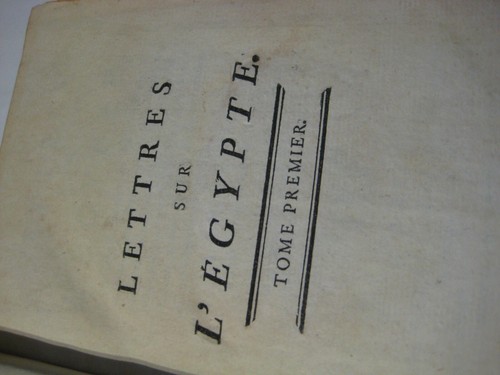 LETTRES
SUR
L'ÉGYPTE.
TOME PREMIER.